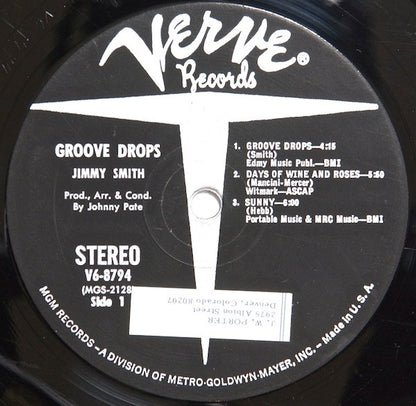 Verve®
Records
GROOVE DROPS
JIMMY SMITH
Prod., Arr. & Cond.
By Johnny Pate
STEREO
V6-8794
(MGS-2128
Side 1
1. GROOVE DROPS—4:15
(Smith)
Edmy Music Publ.—BMI
2. DAYS OF WINE AND ROSES—5:50
(Mancini-Mercer)
Witmark—ASCAP
3. SUNNY—6:00
(Hebb)
Portable Music & MRC Music—BMI
J. W. PORTER
2975 Albion Street
Denver, Colorado 80207
MGM RECORDS—A DIVISION OF METRO-GOLDWYN-MAYER, INC.—Made in U.S.A.